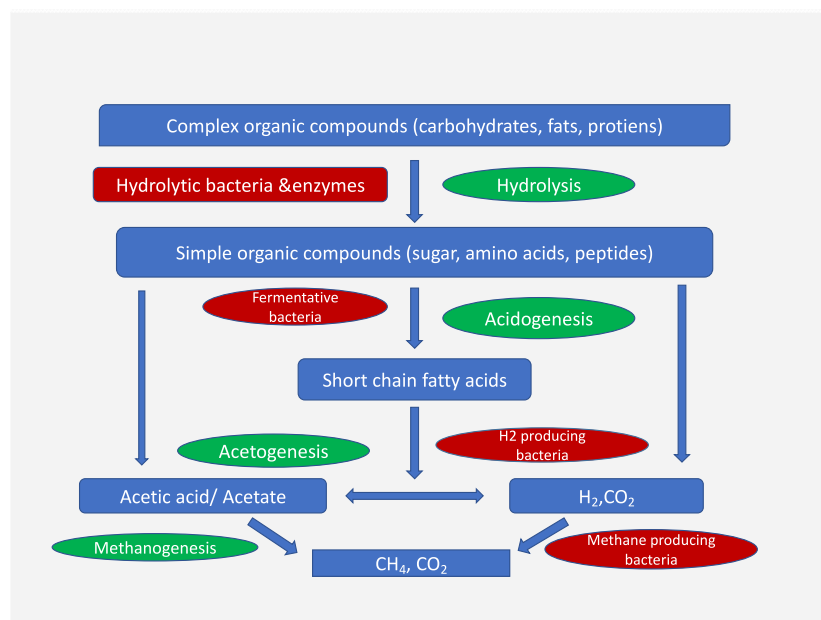 Complex organic compounds (carbohydrates, fats, protiens)
Hydrolytic bacteria &enzymes
Hydrolysis
Simple organic compounds (sugar, amino acids, peptides)
Fermentative
bacteria
Acidogenesis
Short chain fatty acids
Acetogenesis
H2 producing
bacteria
Acetic acid/ Acetate
H₂,CO₂
Methanogenesis
Methane producing
bacteria
CH₄, CO₂